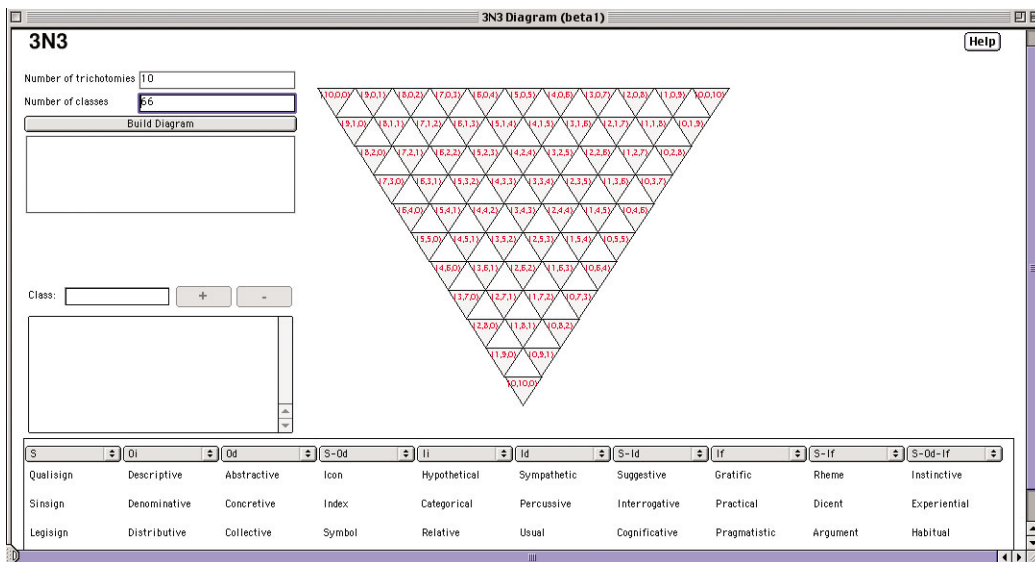 3N3 Diagram (beta1)
3N3
Help
Number of trichotomies 10
Number of classes 66
Build Diagram
(10,0,0) (9,0,1) (8,0,2) (7,0,3) (6,0,4) (5,0,5) (4,0,6) (3,0,7) (2,0,8) (1,0,9) (0,0,10)
(9,1,0) (8,1,1) (7,1,2) (6,1,3) (5,1,4) (4,1,5) (3,1,6) (2,1,7) (1,1,8) (0,1,9)
(8,2,0) (7,2,1) (6,2,2) (5,2,3) (4,2,4) (3,2,5) (2,2,6) (1,2,7) (0,2,8)
(7,3,0) (6,3,1) (5,3,2) (4,3,3) (3,3,4) (2,3,5) (1,3,6) (0,3,7)
(6,4,0) (5,4,1) (4,4,2) (3,4,3) (2,4,4) (1,4,5) (0,4,6)
(5,5,0) (4,5,1) (3,5,2) (2,5,3) (1,5,4) (0,5,5)
(4,6,0) (3,6,1) (2,6,2) (1,6,3) (0,6,4)
(3,7,0) (2,7,1) (1,7,2) (0,7,3)
(2,8,0) (1,8,1) (0,8,2)
(1,9,0) (0,9,1)
(0,10,0)
Class:
+ -
S Oi Od S-Od Ii Id S-Id If S-If S-Od-If
Qualisign Descriptive Abstractive Icon Hypothetical Sympathetic Suggestive Gratific Rheme Instinctive
Sinsign Denominative Concretive Index Categorical Percussive Interrogative Practical Dicent Experiential
Legisign Distributive Collective Symbol Relative Usual Cognificative Pragmatistic Argument Habitual